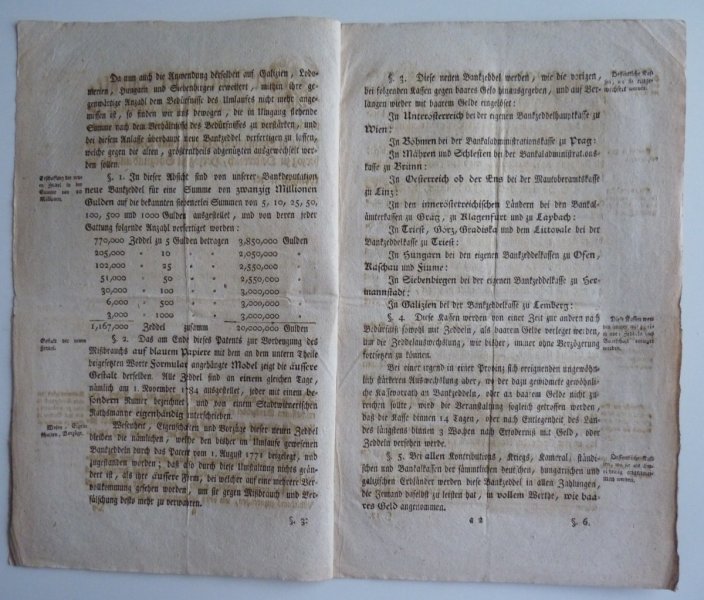 Da nun auch die Anwendung derselben auf Galizien, Lodo-
merien, Hungarn und Siebenbirgen erweitert, mithin ihre ge-
genwärtige Anzahl dem Bedürfnisse des Umlaufes nicht mehr ange-
messen ist, so finden wir uns bewogen, die in Umgang stehende
Summe nach dem Verhältnisse des Bedürfnisses zu verstärken, und
bei diesem Anlasse überhaupt neue Bankzeddel verfertigen zu lassen,
welche gegen die alten, größtentheils abgenützten ausgewechselt wer-
den sollen.
§. 1. In dieser Absicht sind von unserer Bankodeputation
neue Bankzeddel für eine Summe von zwanzig Millionen
Gulden auf die bekannten siebenerlei Summen von 5, 10, 25, 50,
100, 500 und 1000 Gulden ausgestellet, und von deren jeder
Gattung folgende Anzahl verfertiget worden:
770,000 Zeddel zu 5 Gulden betragen 3,850,000 Gulden
205,000 „ 10 „ „ 2,050,000 „
102,000 „ 25 „ „ 2,550,000 „
51,000 „ 50 „ „ 2,550,000 „
30,000 „ 100 „ „ 3,000,000 „
6,000 „ 500 „ „ 3,000,000 „
3,000 „ 1000 „ „ 3,000,000 „
1,167,000 Zeddel zusamm 20,000,000 Gulden
§. 2. Das am Ende dieses Patents zur Vorbeugung des
Mißbrauchs auf blauem Papiere mit dem an dem untern Theile
beigesetzten Worte Formular angehängte Model zeigt die äussere
Gestalt derselben. Alle Zeddel sind an einem gleichen Tage,
nämlich am 1. November 1784 ausgestellet, jeder mit einem be-
sondern Numer bezeichnet, und von einem Stadtwienerischen
Rathsmanne eigenhändig unterschrieben.
Wesenheit, Eigenschaften und Vorzüge dieser neuen Zeddel
bleiben die nämlichen, welche den bisher im Umlaufe gewesenen
Bankzeddeln durch das Patent vom 1. August 1771 beigelegt, und
zugestanden worden; daß also durch diese Umstaltung nichts geän-
dert ist, als ihre äussere Form, bei welcher auf eine mehrere Ver-
vollkommung gesehen worden, um sie gegen Mißbrauch und Ver-
fälschung desto mehr zu verwahren.
§. 3.
§. 3. Diese neuen Bankzeddel werden, wie die vorigen,
bei folgenden Kassen gegen baares Geld hinausgegeben, und auf Ver-
langen wieder mit baarem Gelde eingelöset:
In Unterösterreich bei der eigenen Bankzeddelhauptkasse zu
Wien:
In Böhmen bei der Bankaladministrationskasse zu Prag:
In Mähren und Schlesien bei der Bankaladministrations-
kasse zu Brünn:
In Oesterreich ob der Ens bei der Mautoberamtskasse
zu Linz:
In den innerösterreichischen Ländern bei den Bankal-
ämterkassen zu Gräz, zu Klagenfurt und zu Laybach:
In Triest, Görz, Gradiska und dem Littorale bei der
Bankzeddelkasse zu Triest:
In Hungarn bei den eigenen Bankzeddelkassen zu Ofen,
Kaschau und Fiume:
In Siebenbirgen bei der eigenen Bankzeddelkasse zu Her-
mannstadt:
In Galizien bei der Bankzeddelkasse zu Lemberg:
§. 4. Diese Kassen werden von einer Zeit zur andern nach
Bedürfniß sowohl mit Zeddeln, als baarem Gelde verleget werden,
um die Zeddelauswechslung, wie bisher, immer ohne Verzögerung
fortsetzen zu können.
Bei einer irgend in einer Provinz sich ereignenden ungewöhn-
lich stärkeren Auswechslung aber, wo der dazu gewidmete gewöhnli-
che Kassevorrath an Bankzeddeln, oder an baarem Gelde nicht zu-
reichen sollte, wird die Veranstaltung sogleich getroffen werden,
daß die Kasse binnen 14 Tagen, oder nach Entlegenheit des Lan-
des längstens binnen 3 Wochen nach Erforderniß mit Geld, oder
Zeddeln versehen werde.
§. 5. Bei allen Kontributions, Kriegs, Kameral, ständi-
schen und Bankalkassen der sämmtlichen deutschen, hungarischen und
galizischen Erbländer werden diese Bankzeddel in allen Zahlungen,
die Jemand daselbst zu leisten hat, in vollem Werthe, wie baa-
res Geld angenommen.
a 2 §. 6.